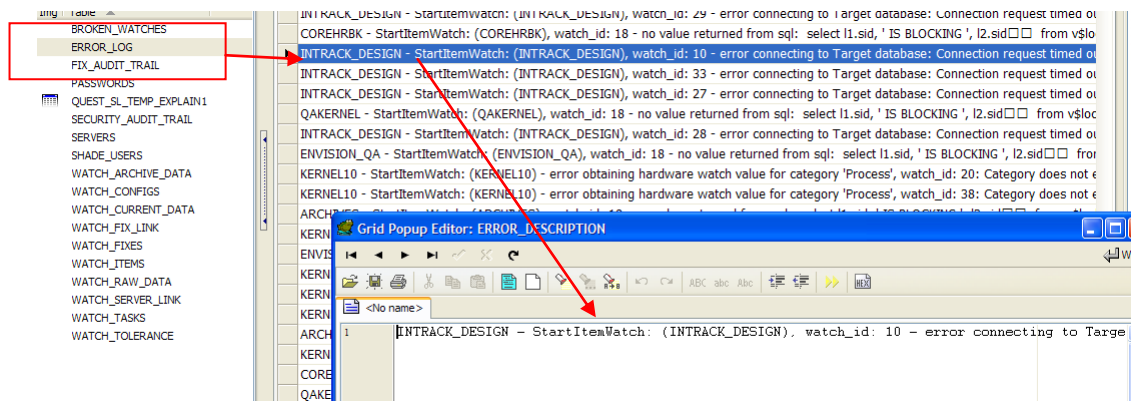 Img Table
BROKEN_WATCHES
ERROR_LOG
FIX_AUDIT_TRAIL
PASSWORDS
QUEST_SL_TEMP_EXPLAIN1
SECURITY_AUDIT_TRAIL
SERVERS
SHADE_USERS
WATCH_ARCHIVE_DATA
WATCH_CONFIGS
WATCH_CURRENT_DATA
WATCH_FIX_LINK
WATCH_FIXES
WATCH_ITEMS
WATCH_RAW_DATA
WATCH_SERVER_LINK
WATCH_TASKS
WATCH_TOLERANCE
INTRACK_DESIGN - StartItemWatch: (INTRACK_DESIGN), watch_id: 29 - error connecting to Target database: Connection request timed ou
COREHRBK - StartItemWatch: (COREHRBK), watch_id: 18 - no value returned from sql: select l1.sid, ' IS BLOCKING ', l2.sid□□ from v$loc
INTRACK_DESIGN - StartItemWatch: (INTRACK_DESIGN), watch_id: 10 - error connecting to Target database: Connection request timed ou
INTRACK_DESIGN - StartItemWatch: (INTRACK_DESIGN), watch_id: 33 - error connecting to Target database: Connection request timed ou
INTRACK_DESIGN - StartItemWatch: (INTRACK_DESIGN), watch_id: 27 - error connecting to Target database: Connection request timed ou
QAKERNEL - StartItemWatch: (QAKERNEL), watch_id: 18 - no value returned from sql: select l1.sid, ' IS BLOCKING ', l2.sid□□ from v$loc
INTRACK_DESIGN - StartItemWatch: (INTRACK_DESIGN), watch_id: 28 - error connecting to Target database: Connection request timed ou
ENVISION_QA - StartItemWatch: (ENVISION_QA), watch_id: 18 - no value returned from sql: select l1.sid, ' IS BLOCKING ', l2.sid□□ fro
KERNEL10 - StartItemWatch: (KERNEL10) - error obtaining hardware watch value for category 'Process', watch_id: 20: Category does not e
KERNEL10 - StartItemWatch: (KERNEL10) - error obtaining hardware watch value for category 'Process', watch_id: 38: Category does not e
KERN
ENVIS
KERN
KERN
KERN
ARCH
KERN
CORE
QAKE
Grid Popup Editor: ERROR_DESCRIPTION
W
ABC abc Abc HEX
<No name>
1 INTRACK_DESIGN - StartItemWatch: (INTRACK_DESIGN), watch_id: 10 - error connecting to Targe